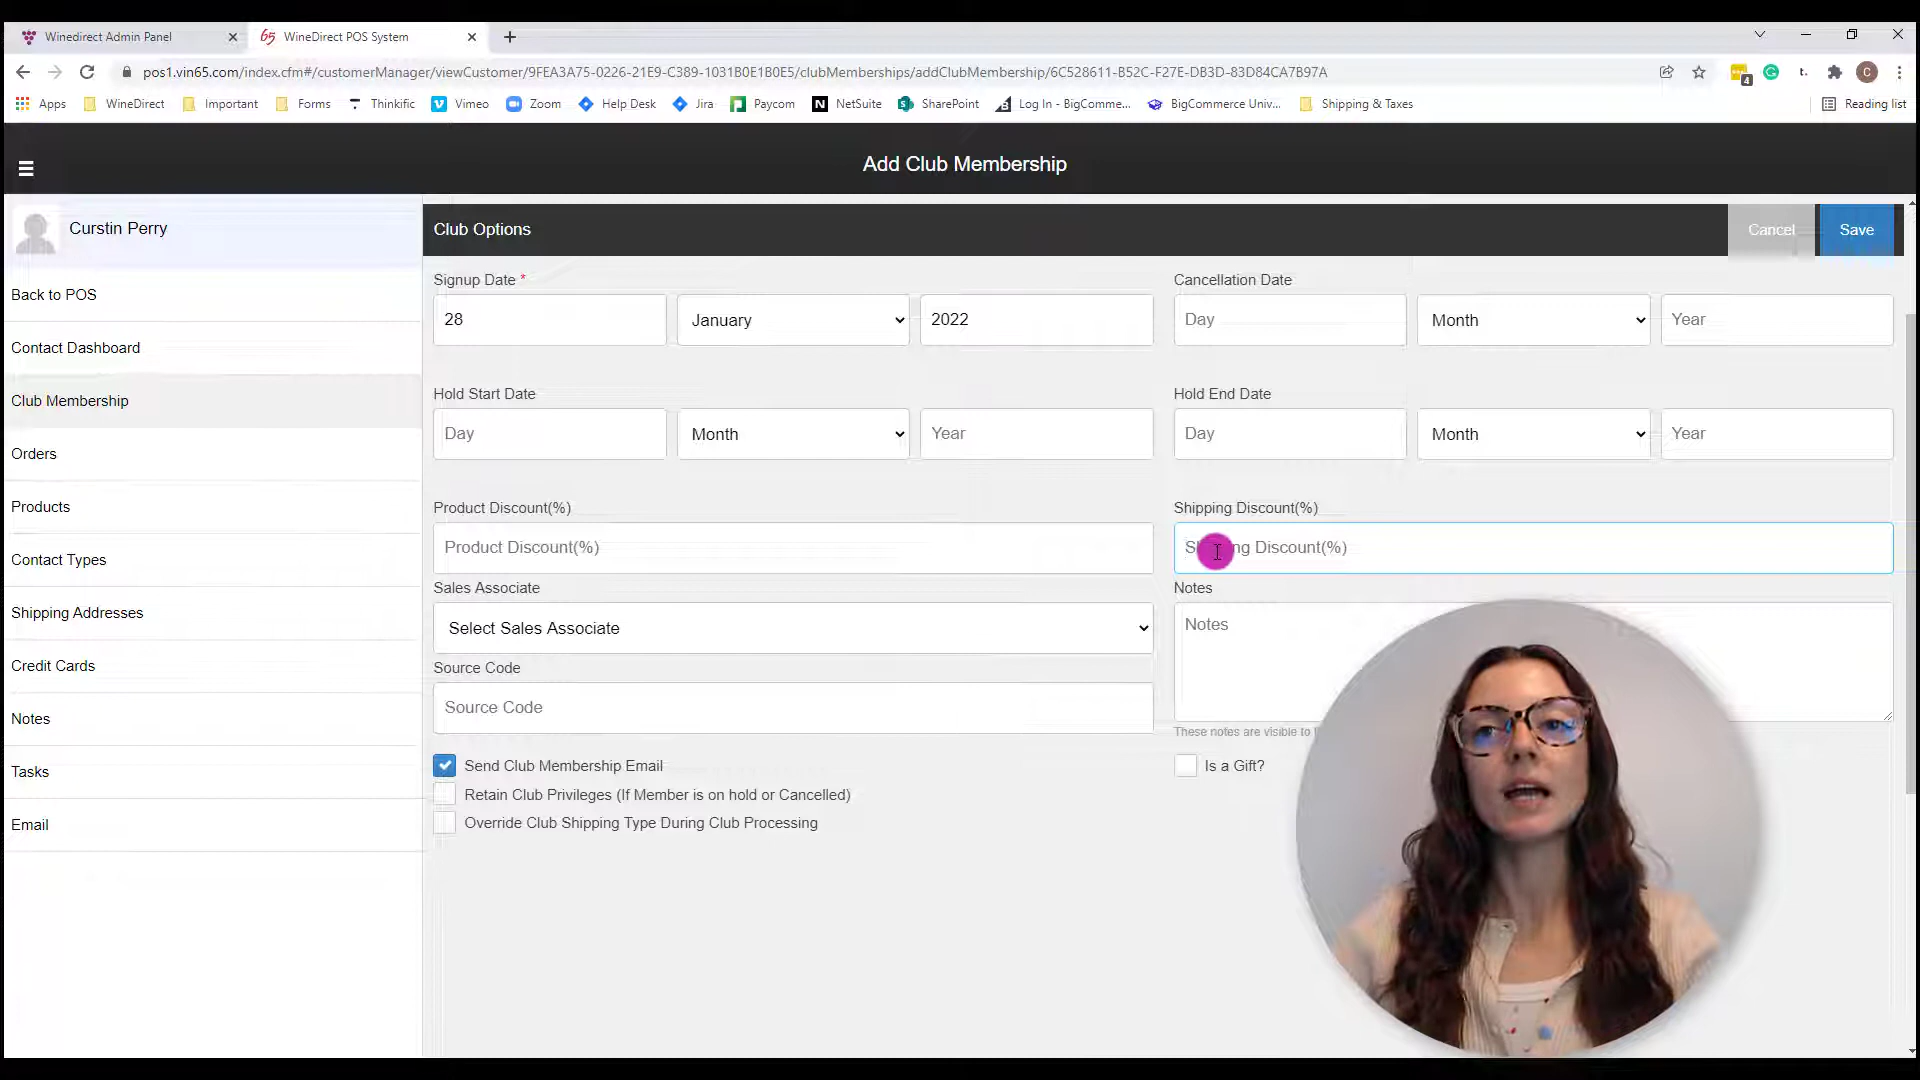 Winedirect Admin Panel
WineDirect POS System
pos1.vin65.com/index.cfm#/customerManager/viewCustomer/9FEA3A75-0226-21E9-C389-1031B0E1B0E5/clubMemberships/addClubMembership/6C528611-B52C-F27E-DB3D-83D84CA7B97A
4
C
Apps
WineDirect
Important
Forms
Thinkific
Vimeo
Zoom
Help Desk
Jira
Paycom
NetSuite
SharePoint
Log In - BigComme...
BigCommerce Univ...
Shipping & Taxes
Reading list
Add Club Membership
Curstin Perry
Back to POS
Contact Dashboard
Club Membership
Orders
Products
Contact Types
Shipping Addresses
Credit Cards
Notes
Tasks
Email
Club Options
Cancel
Save
Signup Date *
28
January
2022
Cancellation Date
Day
Month
Year
Hold Start Date
Day
Month
Year
Hold End Date
Day
Month
Year
Product Discount(%)
Product Discount(%)
Shipping Discount(%)
Discount(%)
Sales Associate
Select Sales Associate
Notes
Notes
These notes are visible to
Source Code
Source Code
Send Club Membership Email
Is a Gift?
Retain Club Privileges (If Member is on hold or Cancelled)
Override Club Shipping Type During Club Processing